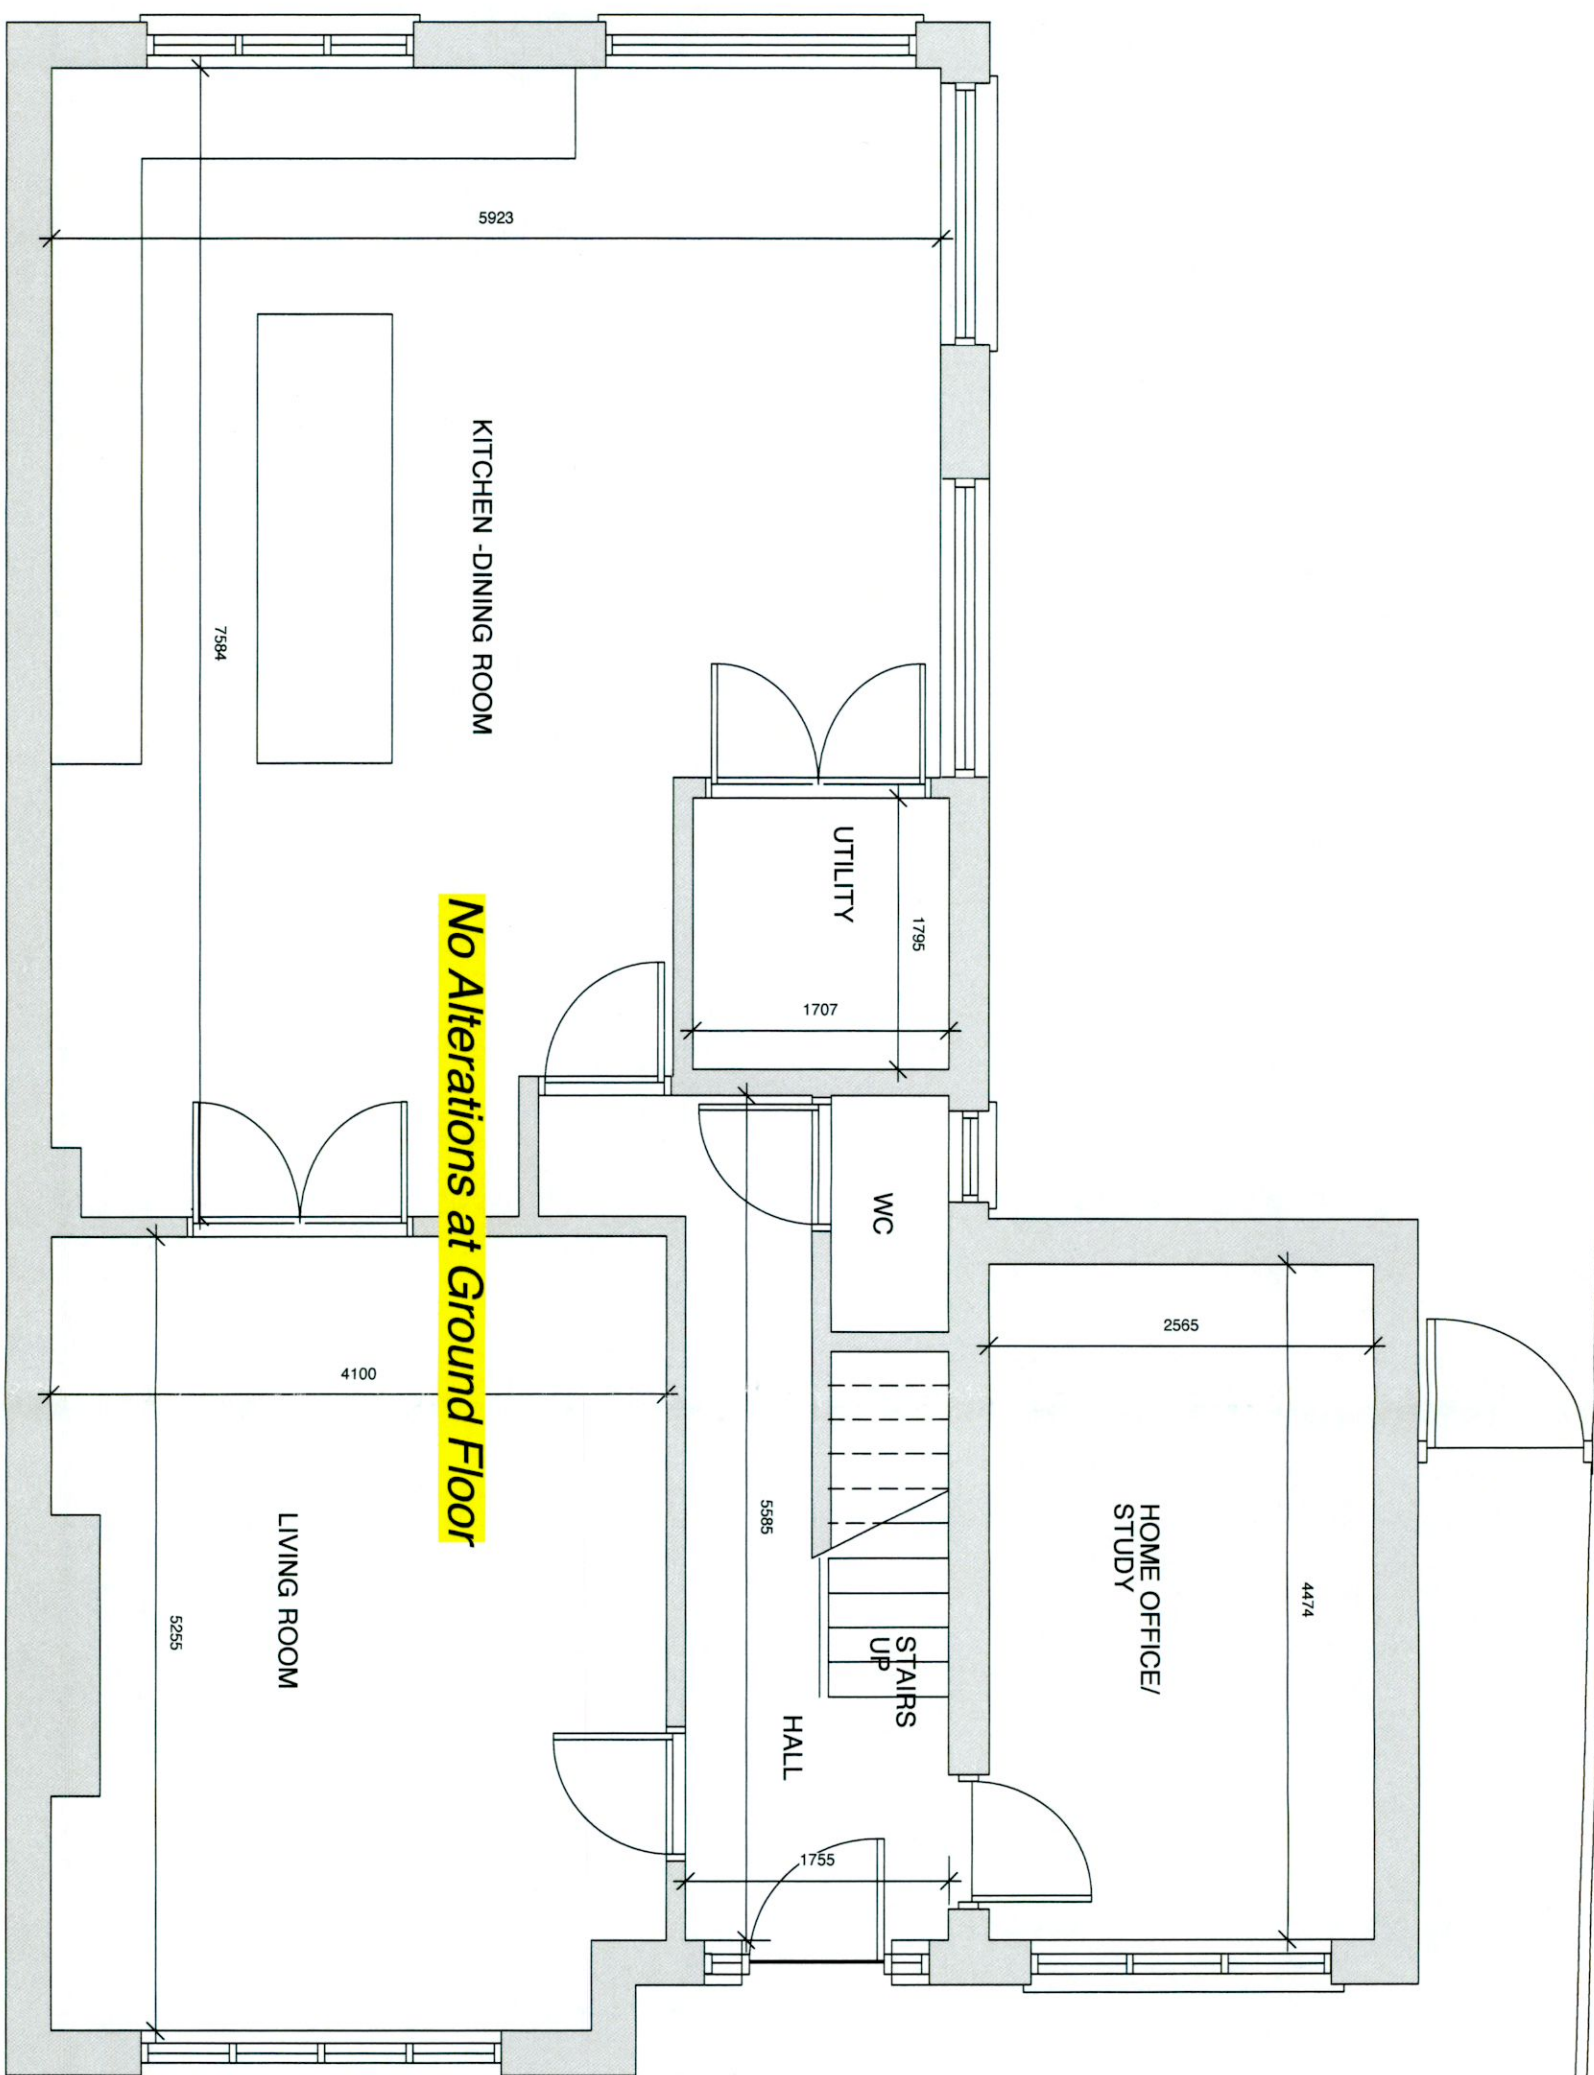 5923
7584
KITCHEN -DINING ROOM
UTILITY
1795
1707
No Alterations at Ground Floor
WC
2565
4100
5585
HOME OFFICE/
STUDY
4474
LIVING ROOM
5255
STAIRS
UP
HALL
1755